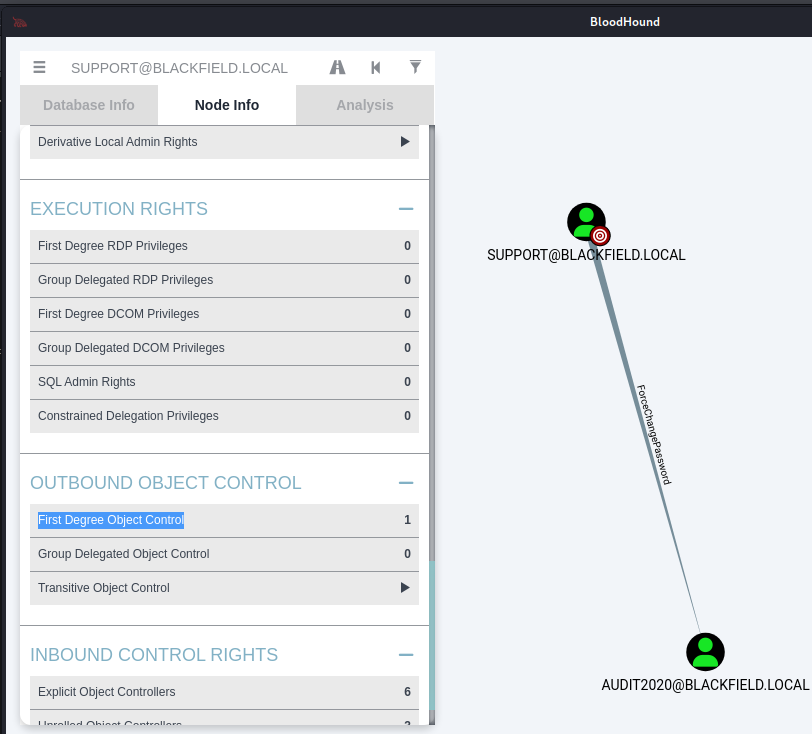 BloodHound
SUPPORT@BLACKFIELD.LOCAL
Database Info
Node Info
Analysis
Derivative Local Admin Rights
EXECUTION RIGHTS
First Degree RDP Privileges 0
Group Delegated RDP Privileges 0
First Degree DCOM Privileges 0
Group Delegated DCOM Privileges 0
SQL Admin Rights 0
Constrained Delegation Privileges 0
OUTBOUND OBJECT CONTROL
First Degree Object Control 1
Group Delegated Object Control 0
Transitive Object Control
INBOUND CONTROL RIGHTS
Explicit Object Controllers 6
Unrolled Object Controllers
SUPPORT@BLACKFIELD.LOCAL
ForceChangePassword
AUDIT2020@BLACKFIELD.LOCAL